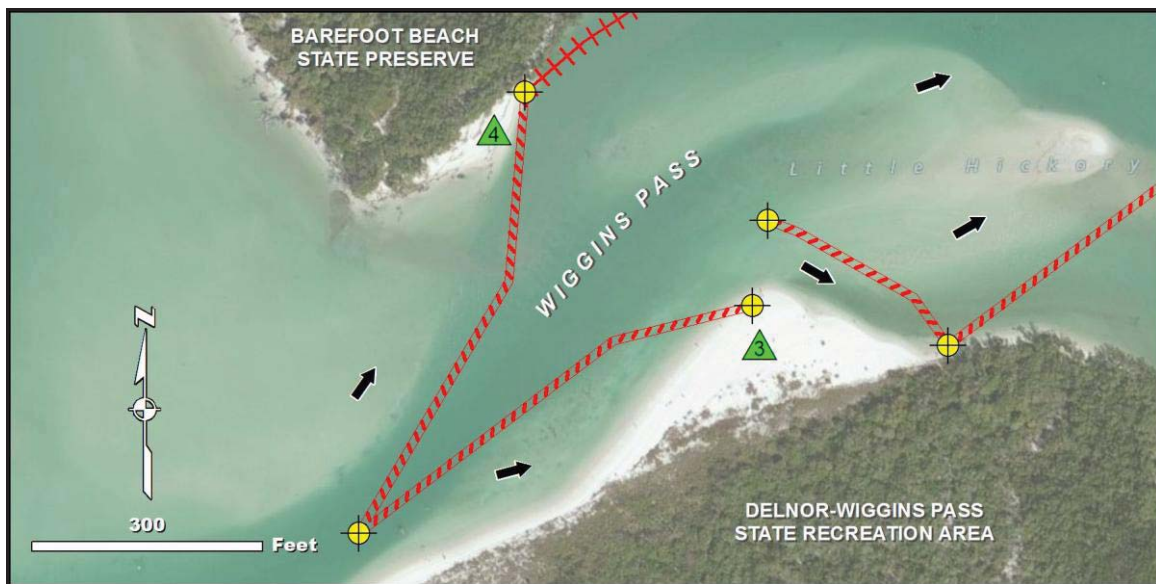 BAREFOOT BEACH
STATE PRESERVE
4
Little Hickory
WIGGINS PASS
3
N
300
Feet
DELNOR-WIGGINS PASS
STATE RECREATION AREA